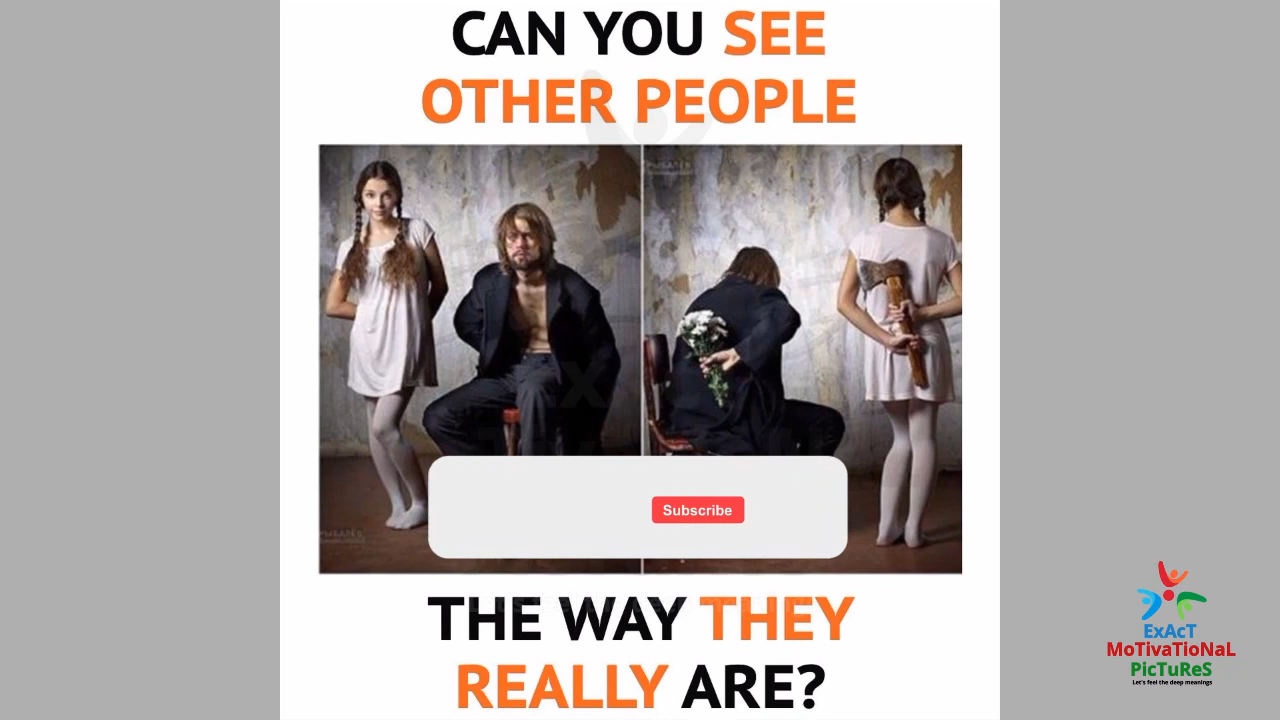 CAN YOU SEE
OTHER PEOPLE
Subscribe
THE WAY THEY
REALLY ARE?
ExAcT
MoTivaTioNaL
PicTuReS
Let's feel the deep meanings